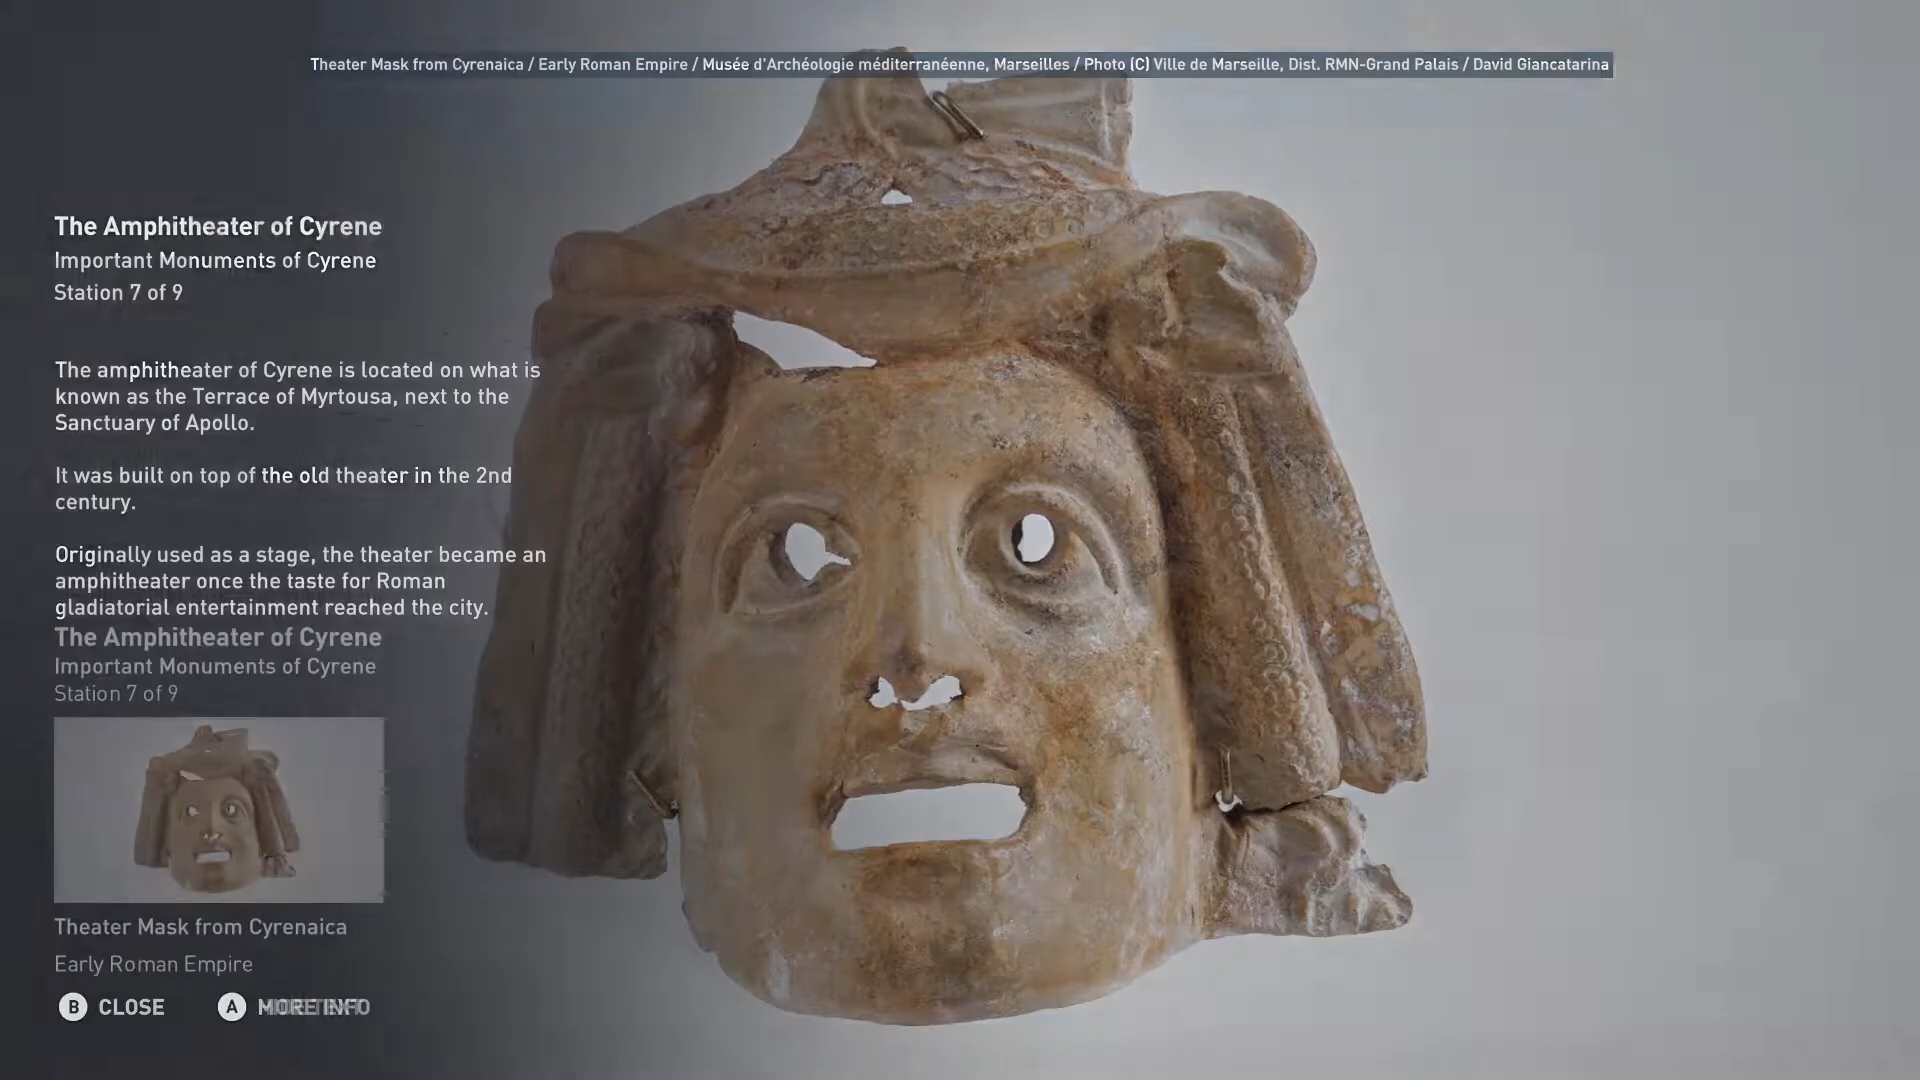 Theater Mask from Cyrenaica / Early Roman Empire / Musée d'Archéologie méditerranéenne, Marseilles / Photo (C) Ville de Marseille, Dist. RMN-Grand Palais / David Giancatarina
The Amphitheater of Cyrene
Important Monuments of Cyrene
Station 7 of 9
The amphitheater of Cyrene is located on what is
known as the Terrace of Myrtousa, next to the
Sanctuary of Apollo.
It was built on top of the old theater in the 2nd
century.
Originally used as a stage, the theater became an
amphitheater once the taste for Roman
gladiatorial entertainment reached the city.
The Amphitheater of Cyrene
Important Monuments of Cyrene
Station 7 of 9
Theater Mask from Cyrenaica
Early Roman Empire
B CLOSE A MORE INFO